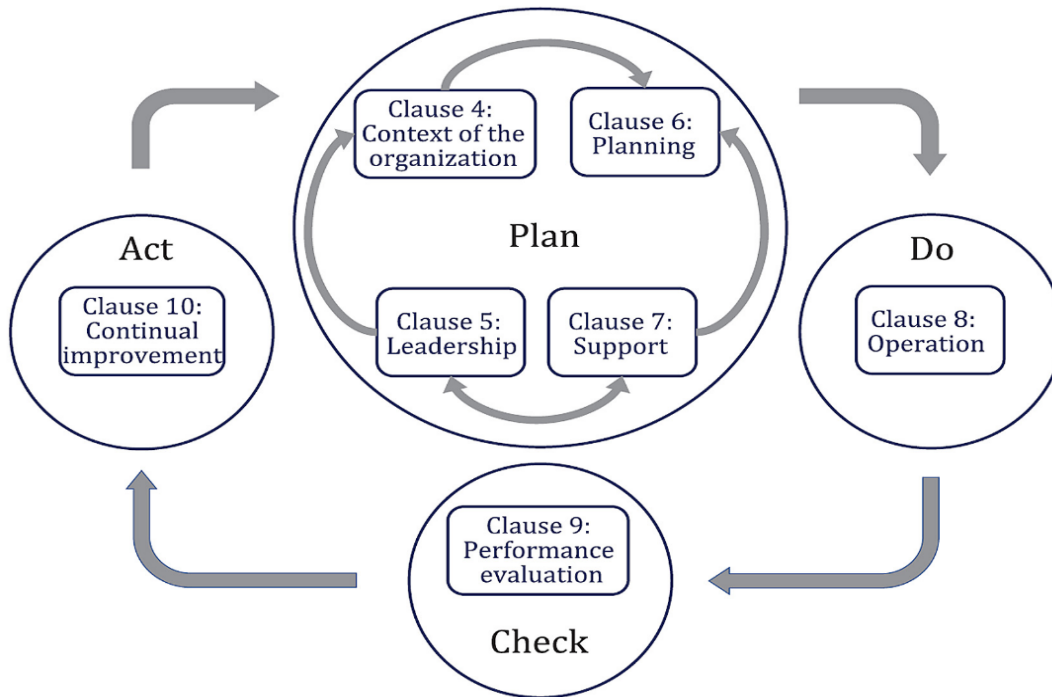 Clause 4:
Context of the
organization
Clause 6:
Planning
Plan
Clause 5:
Leadership
Clause 7:
Support
Do
Clause 8:
Operation
Clause 9:
Performance
evaluation
Check
Act
Clause 10:
Continual
improvement